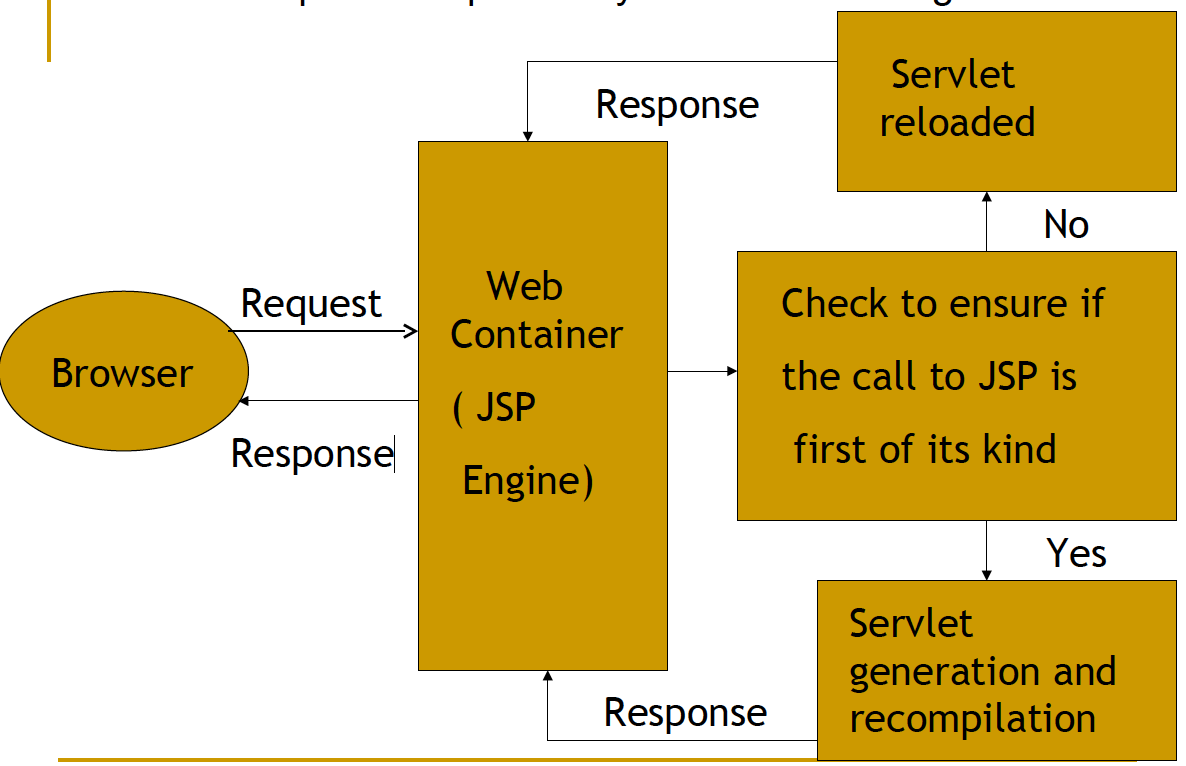 Servlet
reloaded
Response
No
Web
Container
( JSP
Engine)
Request
Browser
Response
Check to ensure if
the call to JSP is
first of its kind
Yes
Servlet
generation and
recompilation
Response